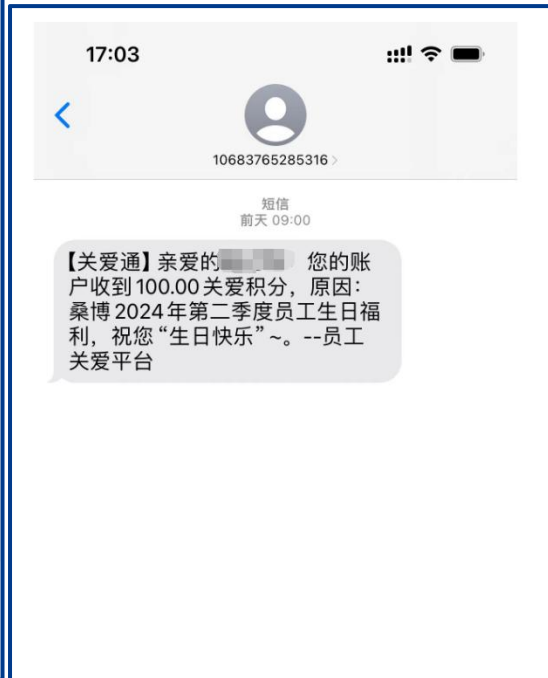 17:03
10683765285316
短信
前天 09:00
【关爱通】亲爱的 您的账
户收到100.00关爱积分，原因：
桑博2024年第二季度员工生日福
利，祝您“生日快乐”~。--员工
关爱平台